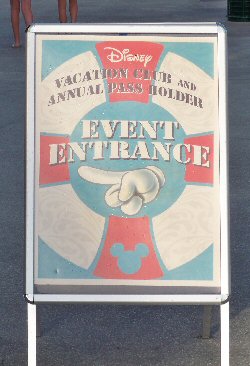 Disney
VACATION CLUB AND
ANNUAL PASS HOLDER
EVENT
ENTRANCE